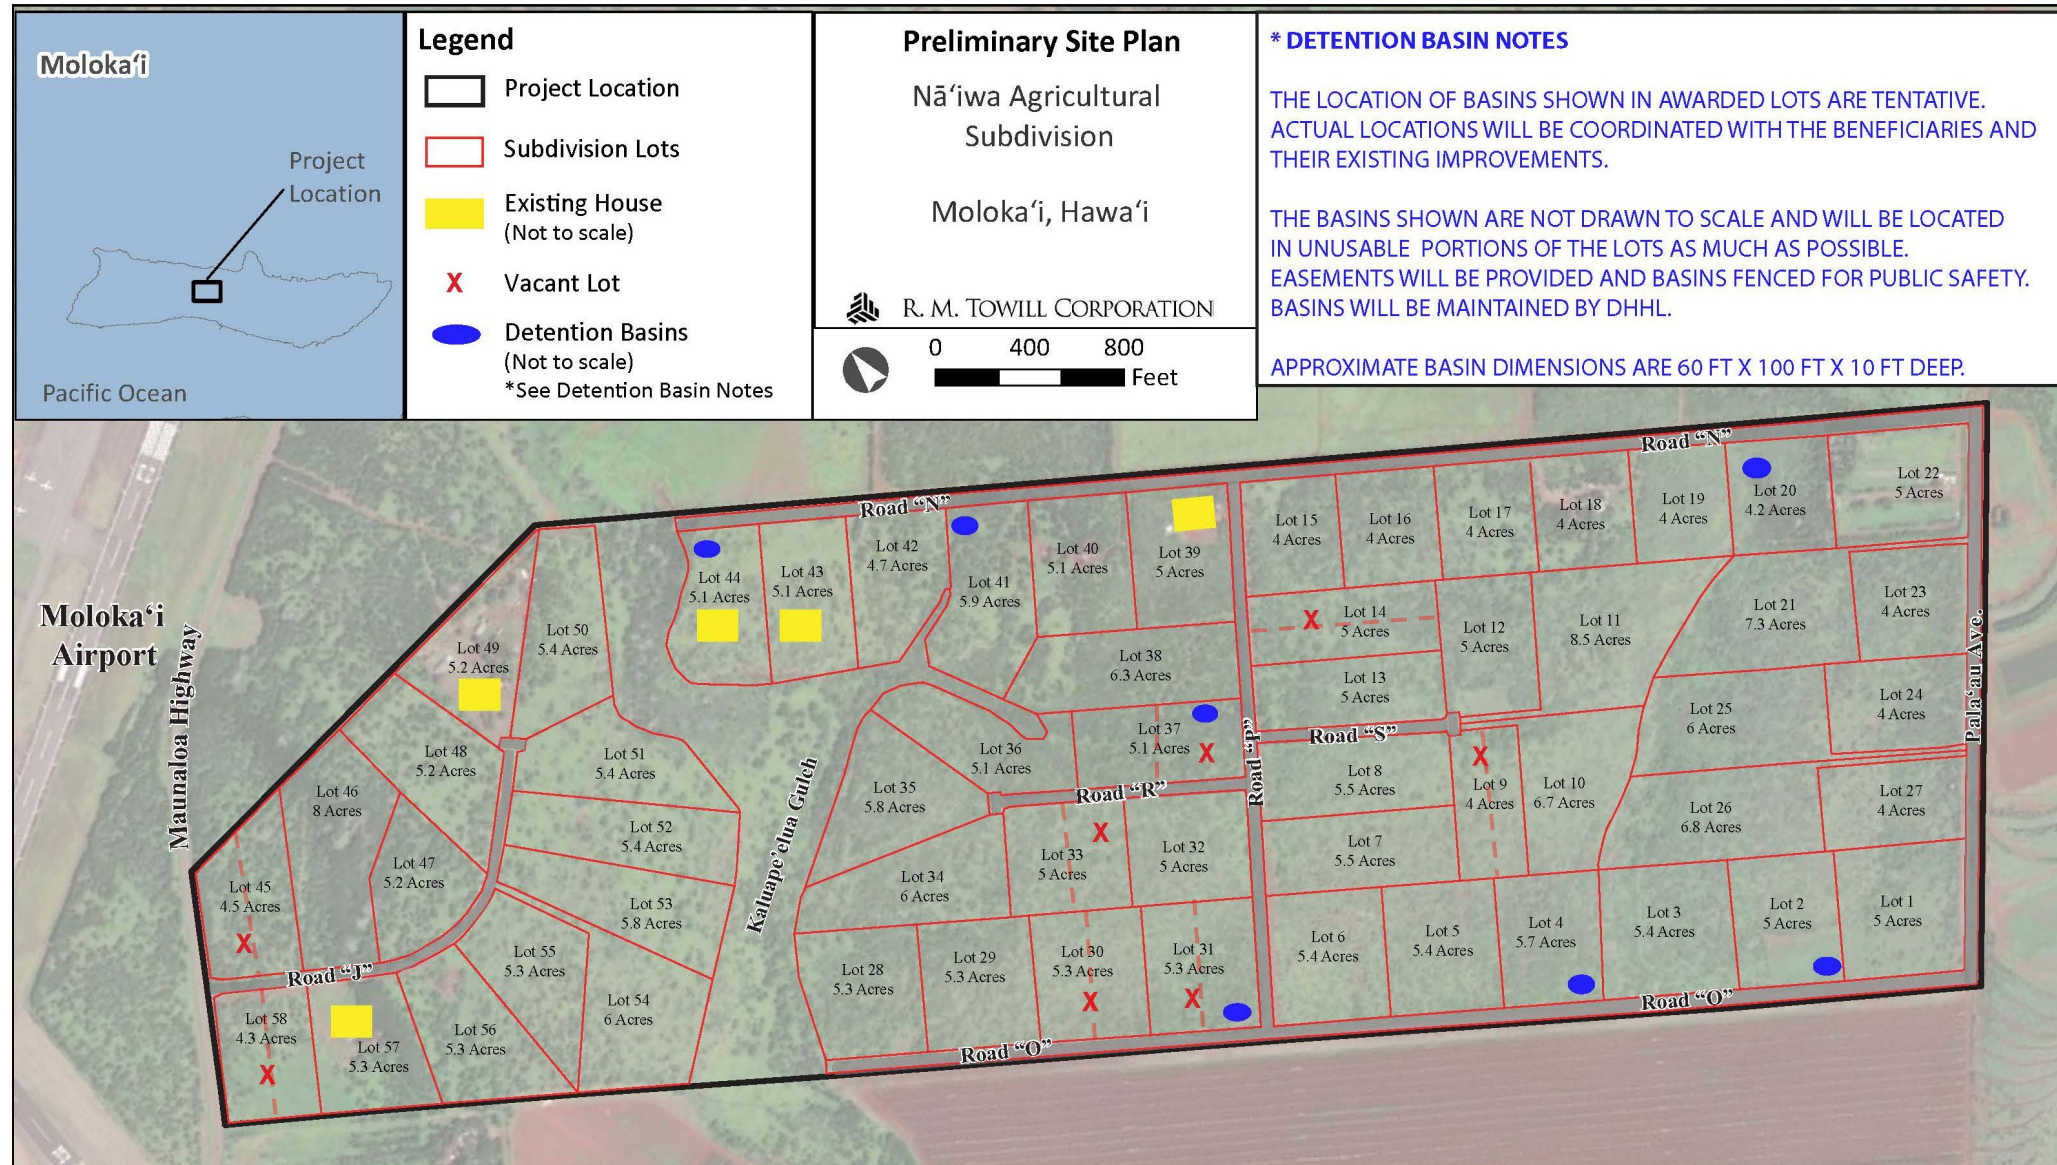 Moloka‘i
Project
Location
Pacific Ocean
Legend
Project Location
Subdivision Lots
Existing House
(Not to scale)
X
Vacant Lot
Detention Basins
(Not to scale)
*See Detention Basin Notes
Preliminary Site Plan
Nā‘iwa Agricultural
Subdivision
Moloka‘i, Hawa‘i
R. M. TOWILL CORPORATION
0 400 800
Feet
* DETENTION BASIN NOTES
THE LOCATION OF BASINS SHOWN IN AWARDED LOTS ARE TENTATIVE.
ACTUAL LOCATIONS WILL BE COORDINATED WITH THE BENEFICIARIES AND
THEIR EXISTING IMPROVEMENTS.
THE BASINS SHOWN ARE NOT DRAWN TO SCALE AND WILL BE LOCATED
IN UNUSABLE PORTIONS OF THE LOTS AS MUCH AS POSSIBLE.
EASEMENTS WILL BE PROVIDED AND BASINS FENCED FOR PUBLIC SAFETY.
BASINS WILL BE MAINTAINED BY DHHL.
APPROXIMATE BASIN DIMENSIONS ARE 60 FT X 100 FT X 10 FT DEEP.
Moloka‘i
Airport
Maunaloa Highway
Kaluape’elua Gulch
Pala‘au Ave.
Road “N”
Road “N”
Road “P”
Road “S”
Road “R”
Road “J”
Road “O”
Road “O”
Lot 22
5 Acres
Lot 20
4.2 Acres
Lot 19
4 Acres
Lot 18
4 Acres
Lot 17
4 Acres
Lot 16
4 Acres
Lot 15
4 Acres
Lot 39
5 Acres
Lot 40
5.1 Acres
Lot 41
5.9 Acres
Lot 42
4.7 Acres
Lot 43
5.1 Acres
Lot 44
5.1 Acres
Lot 50
5.4 Acres
Lot 49
5.2 Acres
Lot 23
4 Acres
Lot 21
7.3 Acres
Lot 11
8.5 Acres
Lot 12
5 Acres
X
Lot 14
5 Acres
Lot 13
5 Acres
Lot 38
6.3 Acres
Lot 24
4 Acres
Lot 25
6 Acres
Lot 37
5.1 Acres
X
Lot 36
5.1 Acres
Lot 35
5.8 Acres
Lot 51
5.4 Acres
Lot 48
5.2 Acres
Lot 46
8 Acres
Lot 8
5.5 Acres
X
Lot 9
4 Acres
Lot 10
6.7 Acres
Lot 26
6.8 Acres
Lot 27
4 Acres
Lot 7
5.5 Acres
Lot 32
5 Acres
X
Lot 33
5 Acres
Lot 34
6 Acres
Lot 52
5.4 Acres
Lot 47
5.2 Acres
Lot 45
4.5 Acres
X
Lot 53
5.8 Acres
Lot 55
5.3 Acres
Lot 54
6 Acres
Lot 28
5.3 Acres
Lot 29
5.3 Acres
Lot 30
5.3 Acres
X
Lot 31
5.3 Acres
X
Lot 6
5.4 Acres
Lot 5
5.4 Acres
Lot 4
5.7 Acres
Lot 3
5.4 Acres
Lot 2
5 Acres
Lot 1
5 Acres
Lot 58
4.3 Acres
X
Lot 57
5.3 Acres
Lot 56
5.3 Acres